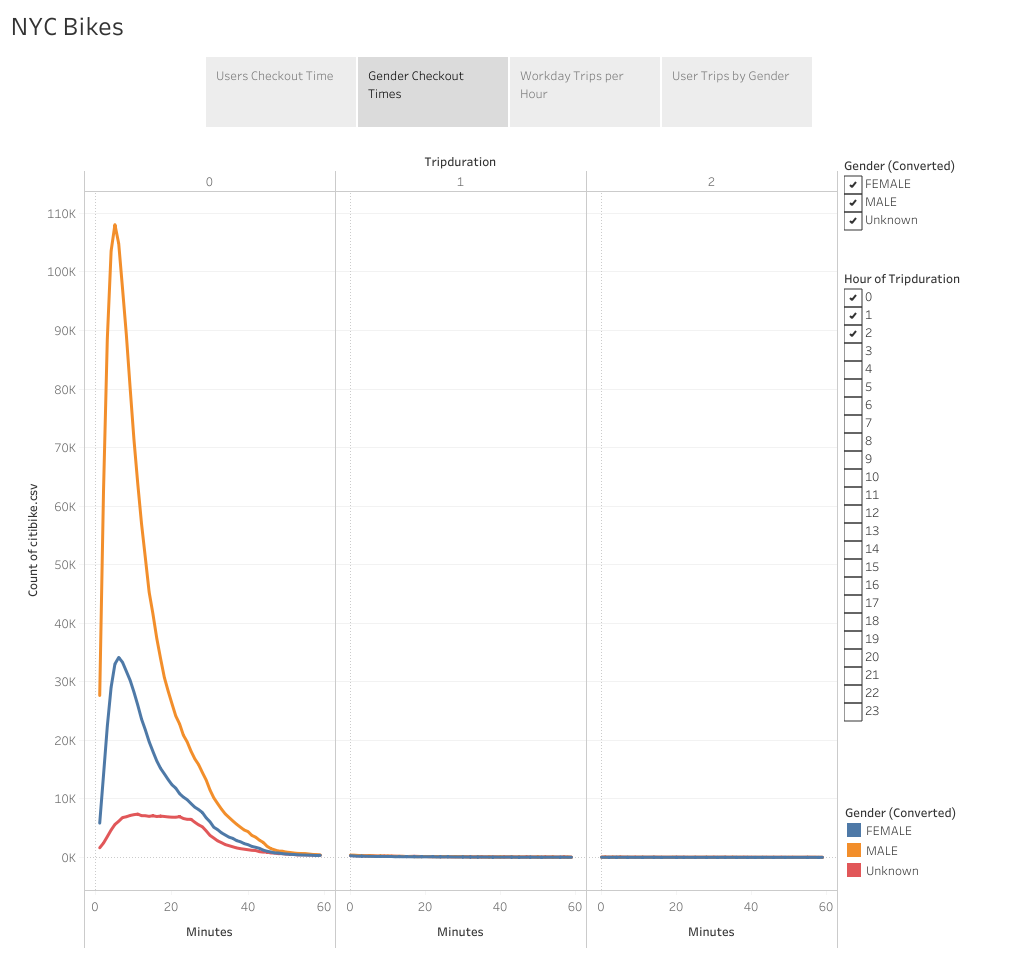 NYC Bikes
Users Checkout Time
Gender Checkout
Times
Workday Trips per
Hour
User Trips by Gender
Tripduration
0 1 2
110K
100K
90K
80K
70K
60K
50K
40K
30K
20K
10K
0K
Count of citibike.csv
0 20 40 60 0 20 40 60 0 20 40 60
Minutes Minutes Minutes
Gender (Converted)
FEMALE
MALE
Unknown
Hour of Tripduration
0
1
2
3
4
5
6
7
8
9
10
11
12
13
14
15
16
17
18
19
20
21
22
23
Gender (Converted)
FEMALE
MALE
Unknown